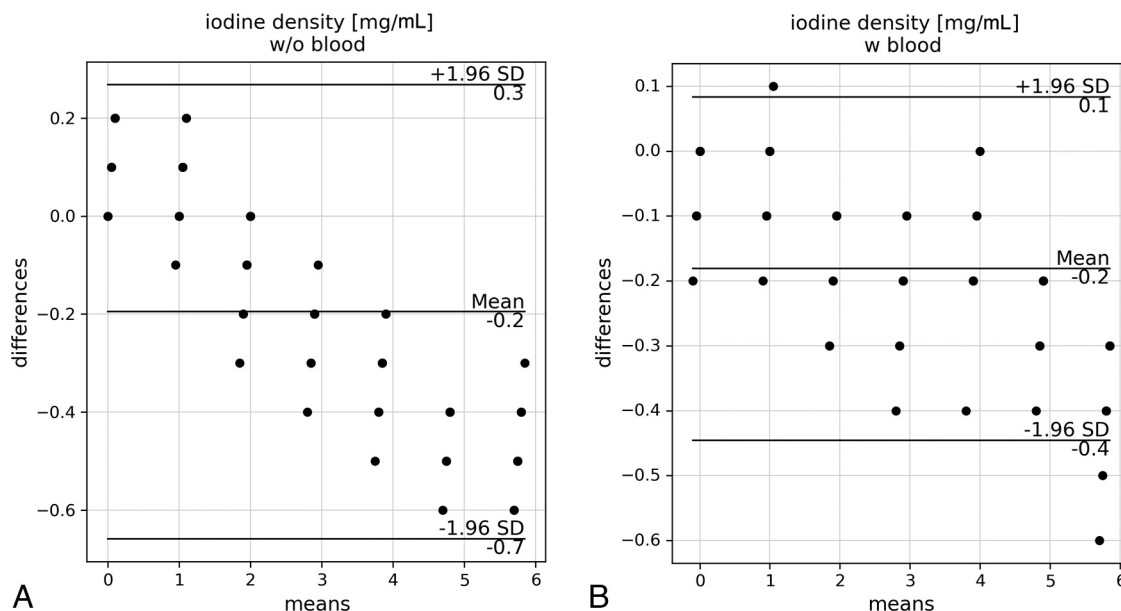 iodine density [mg/mL]
w/o blood
+1.96 SD
0.3
0.2
0.0
−0.2
−0.4
−0.6
Mean
-0.2
-1.96 SD
-0.7
differences
0 1 2 3 4 5 6
means
A
iodine density [mg/mL]
w blood
+1.96 SD
0.1
0.1
0.0
−0.1
−0.2
−0.3
−0.4
−0.5
−0.6
Mean
-0.2
-1.96 SD
-0.4
differences
0 1 2 3 4 5 6
means
B